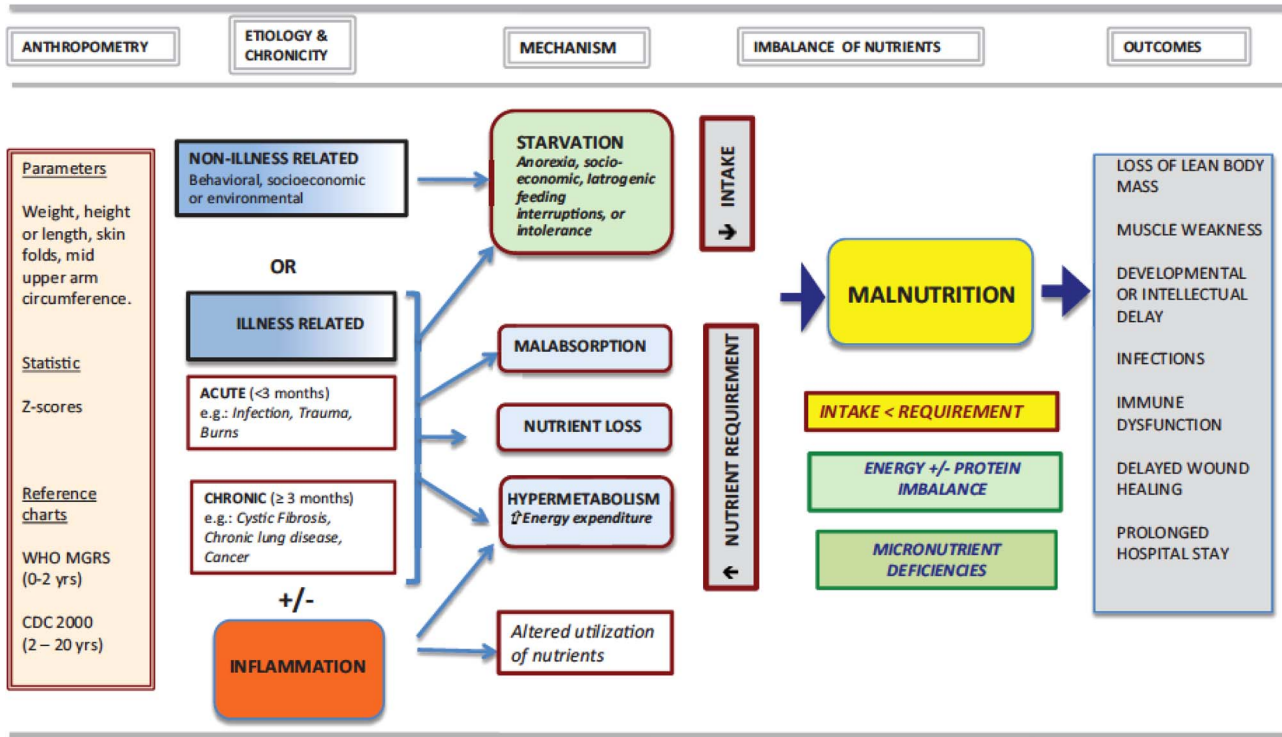 ANTHROPOMETRY
ETIOLOGY &
CHRONICITY
MECHANISM
IMBALANCE OF NUTRIENTS
OUTCOMES
Parameters
Weight, height
or length, skin
folds, mid
upper arm
circumference.
Statistic
Z-scores
Reference
charts
WHO MGRS
(0-2 yrs)
CDC 2000
(2 – 20 yrs)
NON-ILLNESS RELATED
Behavioral, socioeconomic
or environmental
OR
ILLNESS RELATED
ACUTE (<3 months)
e.g.: Infection, Trauma,
Burns
CHRONIC (≥ 3 months)
e.g.: Cystic Fibrosis,
Chronic lung disease,
Cancer
+/-
INFLAMMATION
STARVATION
Anorexia, socio-
economic, Iatrogenic
feeding
interruptions, or
intolerance
MALABSORPTION
NUTRIENT LOSS
HYPERMETABOLISM
⇧Energy expenditure
Altered utilization
of nutrients
→ INTAKE
← NUTRIENT REQUIREMENT
MALNUTRITION
INTAKE < REQUIREMENT
ENERGY +/- PROTEIN
IMBALANCE
MICRONUTRIENT
DEFICIENCIES
LOSS OF LEAN BODY
MASS
MUSCLE WEAKNESS
DEVELOPMENTAL
OR INTELLECTUAL
DELAY
INFECTIONS
IMMUNE
DYSFUNCTION
DELAYED WOUND
HEALING
PROLONGED
HOSPITAL STAY